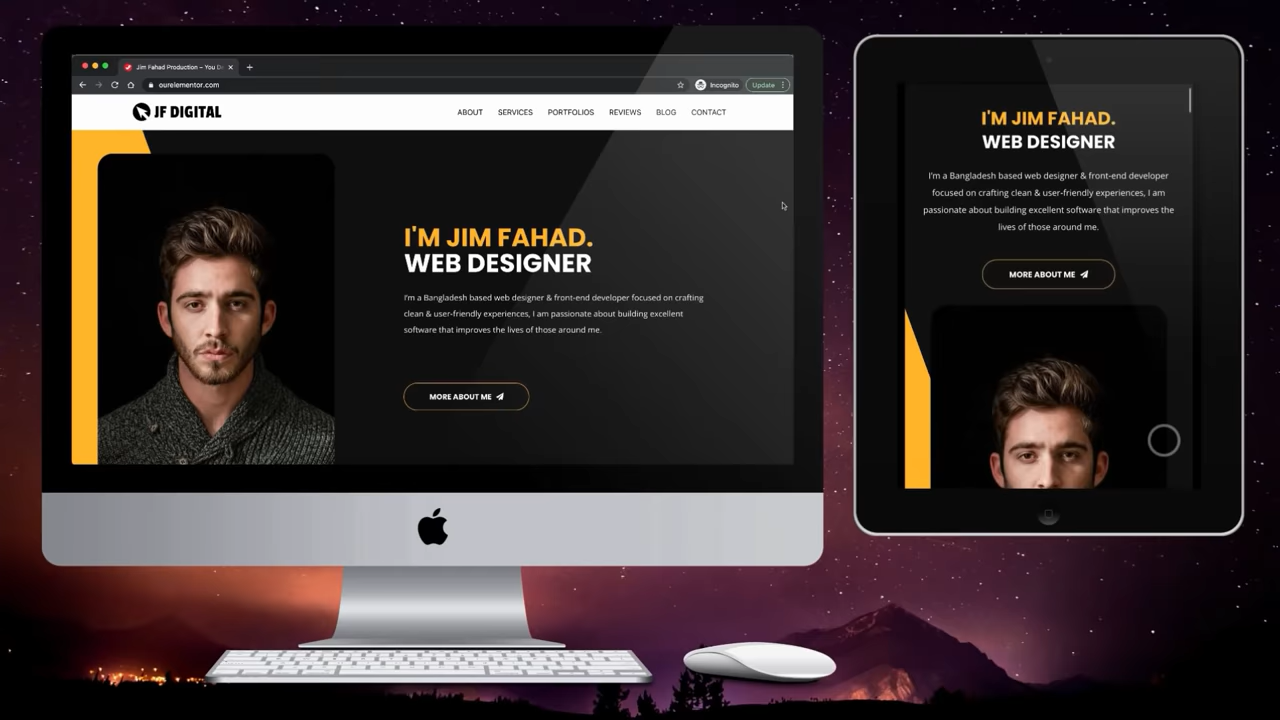 Jim Fahad Production – You De
ourelementor.com
Incognito
Update
JF DIGITAL
ABOUT
SERVICES
PORTFOLIOS
REVIEWS
BLOG
CONTACT
I'M JIM FAHAD.
WEB DESIGNER
I'm a Bangladesh based web designer & front-end developer focused on crafting
clean & user-friendly experiences, I am passionate about building excellent
software that improves the lives of those around me.
MORE ABOUT ME
I'M JIM FAHAD.
WEB DESIGNER
I'm a Bangladesh based web designer & front-end developer
focused on crafting clean & user-friendly experiences, I am
passionate about building excellent software that improves the
lives of those around me.
MORE ABOUT ME